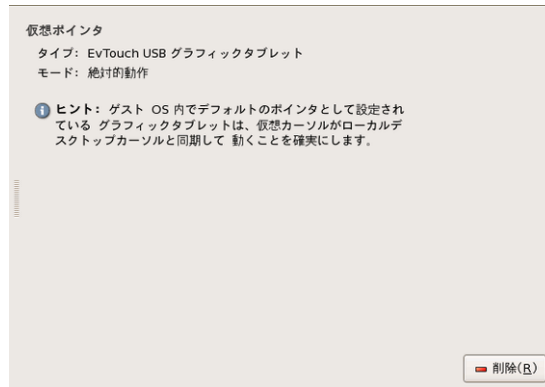 仮想ポインタ
タイプ: EvTouch USB グラフィックタブレット
モード: 絶対的動作
ヒント: ゲスト OS 内でデフォルトのポインタとして設定され
ている グラフィックタブレットは、仮想カーソルがローカルデ
スクトップカーソルと同期して 動くことを確実にします。
削除(R)